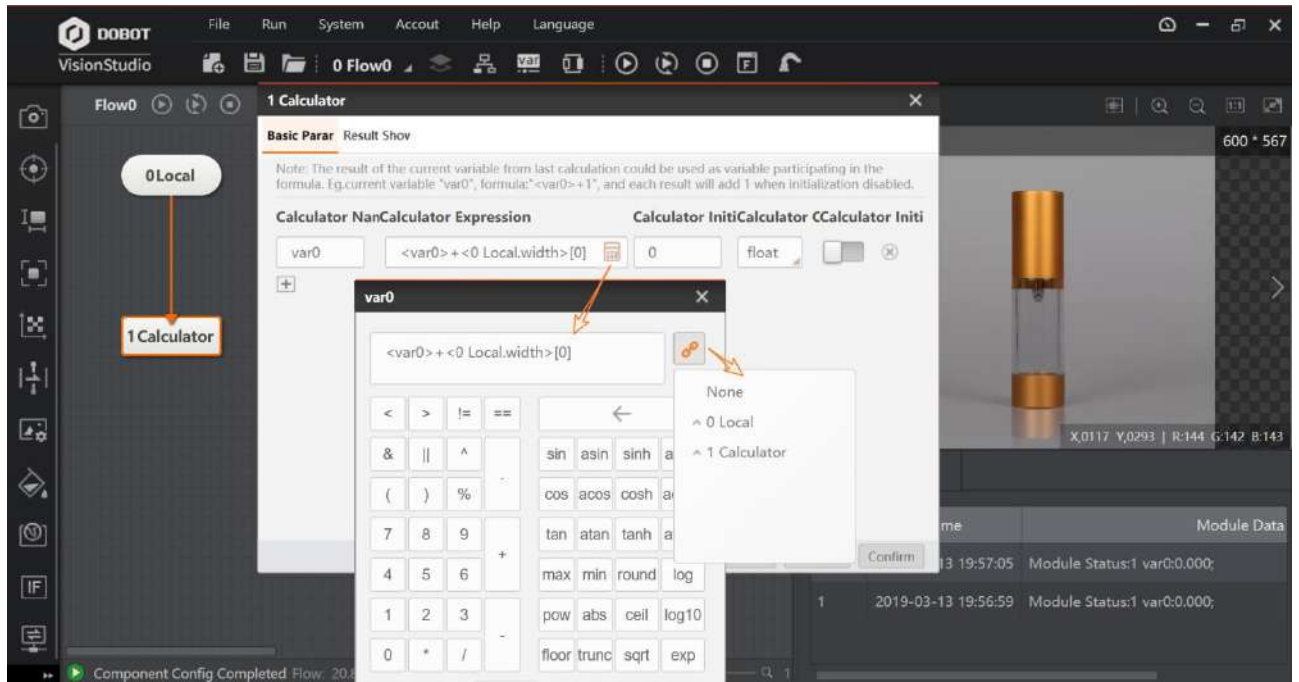 DOBOT
VisionStudio
File Run System Accout Help Language
0 Flow0
Flow0
0Local
1Calculator
1 Calculator
Basic Parar Result Shov
Note: The result of the current variable from last calculation could be used as variable participating in the
formula. Eg.current variable "var0", formula:"<var0>+1", and each result will add 1 when initialization disabled.
Calculator NanCalculator Expression Calculator InitiCalculator CCalculator Initi
var0 <var0>+<0 Local.width>[0] 0 float
var0
<var0>+<0 Local.width>[0]
None
0 Local
1 Calculator
< > != ==
& || ^ sin asin sinh a
( ) % cos acos cosh a
7 8 9 + tan atan tanh a
4 5 6 max min round log
1 2 3 - pow abs ceil log10
0 * / floor trunc sqrt exp
Confirm
600 * 567
X,0117 Y,0293 | R:144 G:142 B:143
me Module Data
13 19:57:05 Module Status:1 var0:0.000;
1 2019-03-13 19:56:59 Module Status:1 var0:0.000;
IF
Component Config Completed Flow: 20.8
1